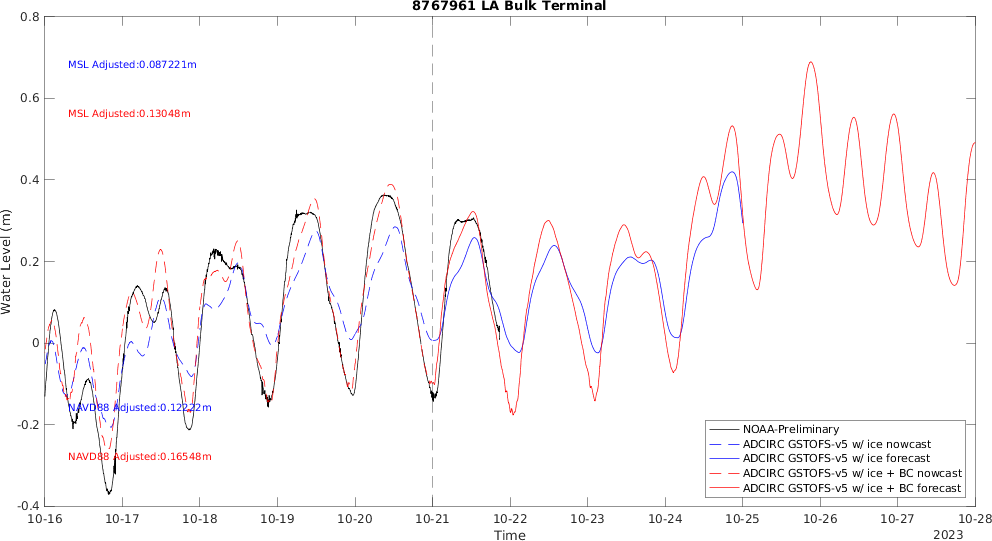 8767961 LA Bulk Terminal
0.8
0.6
0.4
0.2
0
-0.2
-0.4
Water Level (m)
MSL Adjusted:0.087221m
MSL Adjusted:0.13048m
NAVD88 Adjusted:0.12222m
NAVD88 Adjusted:0.16548m
NOAA-Preliminary
ADCIRC GSTOFS-v5 w/ ice nowcast
ADCIRC GSTOFS-v5 w/ ice forecast
ADCIRC GSTOFS-v5 w/ ice + BC nowcast
ADCIRC GSTOFS-v5 w/ ice + BC forecast
10-16 10-17 10-18 10-19 10-20 10-21 10-22 10-23 10-24 10-25 10-26 10-27 10-28
Time
2023